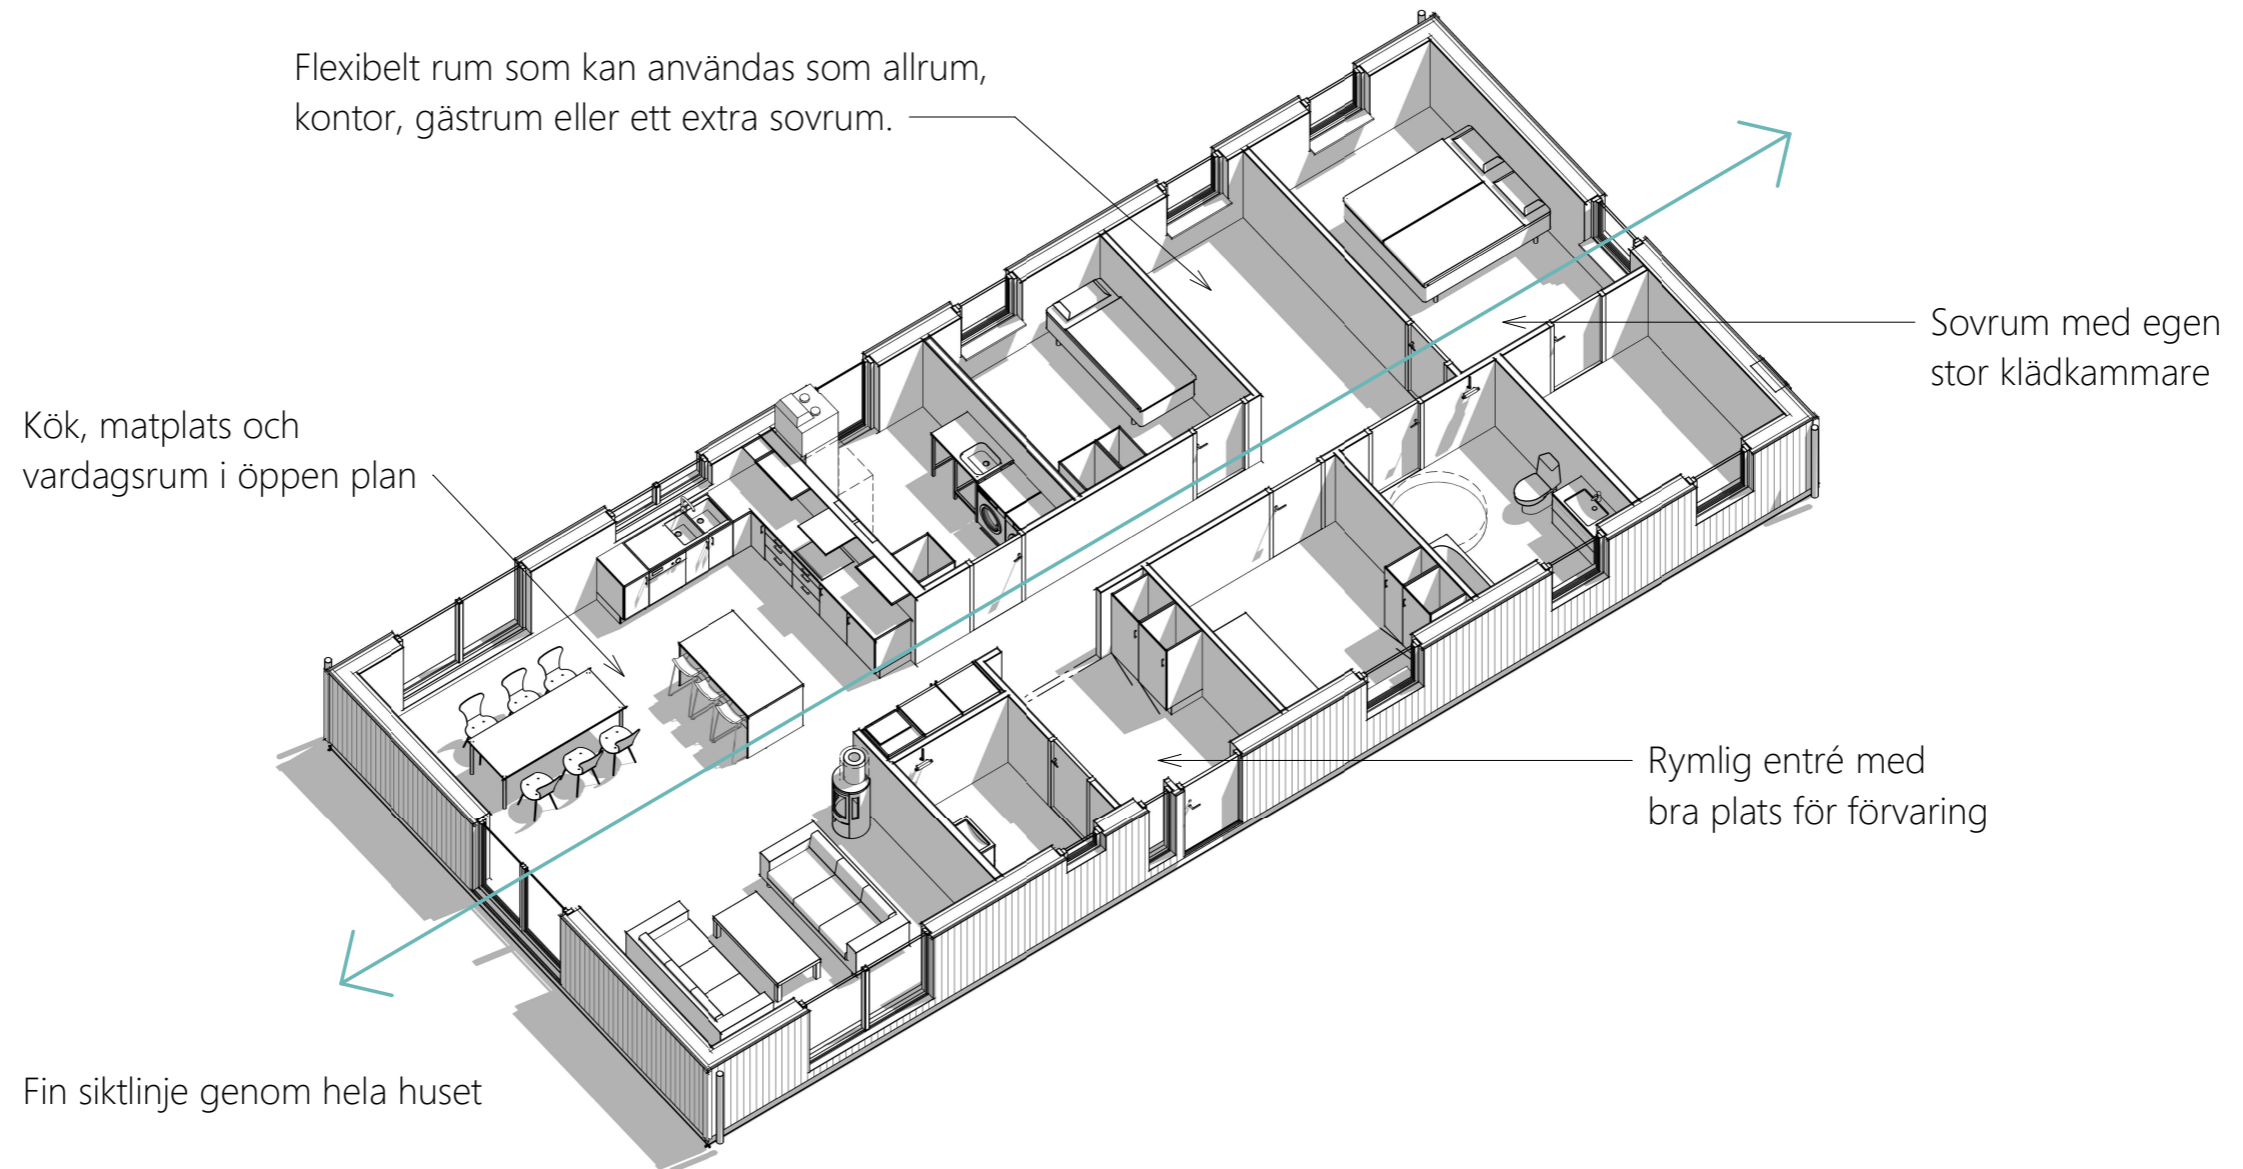 Flexibelt rum som kan användas som allrum,
kontor, gästrum eller ett extra sovrum.
Sovrum med egen
stor klädkammare
Kök, matplats och
vardagsrum i öppen plan
Rymlig entré med
bra plats för förvaring
Fin siktlinje genom hela huset